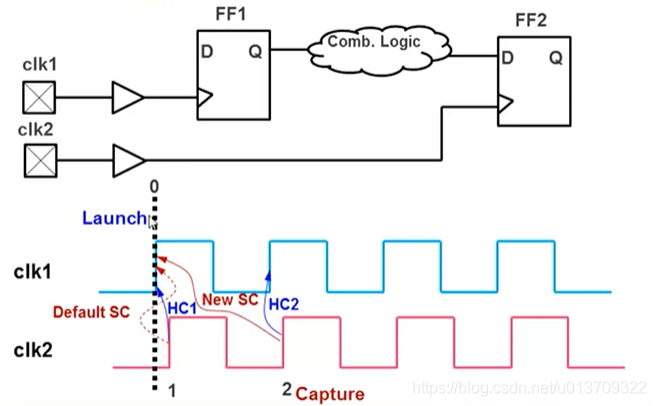 FF1
FF2
clk1
D Q
Comb. Logic
D Q
clk2
0
Launch
clk1
Default SC
HC1
New SC
HC2
clk2
1
2 Capture
https://blog.csdn.net/u013709322